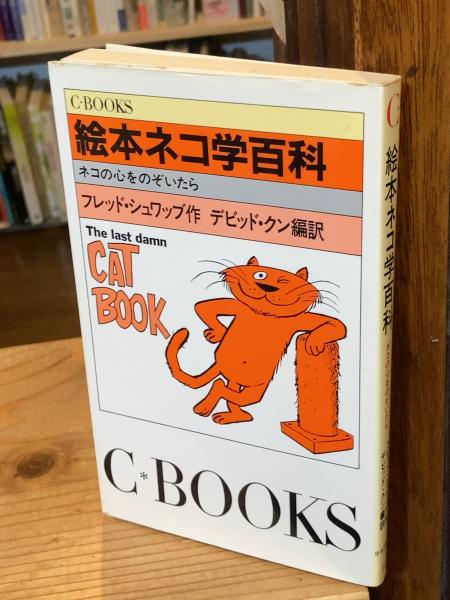 C·BOOKS
絵本ネコ学百科
ネコの心をのぞいたら
フレッド・シュワップ作 デビッド・クン編訳
The last damn
CAT
BOOK
C*BOOKS
C
絵本ネコ学百科